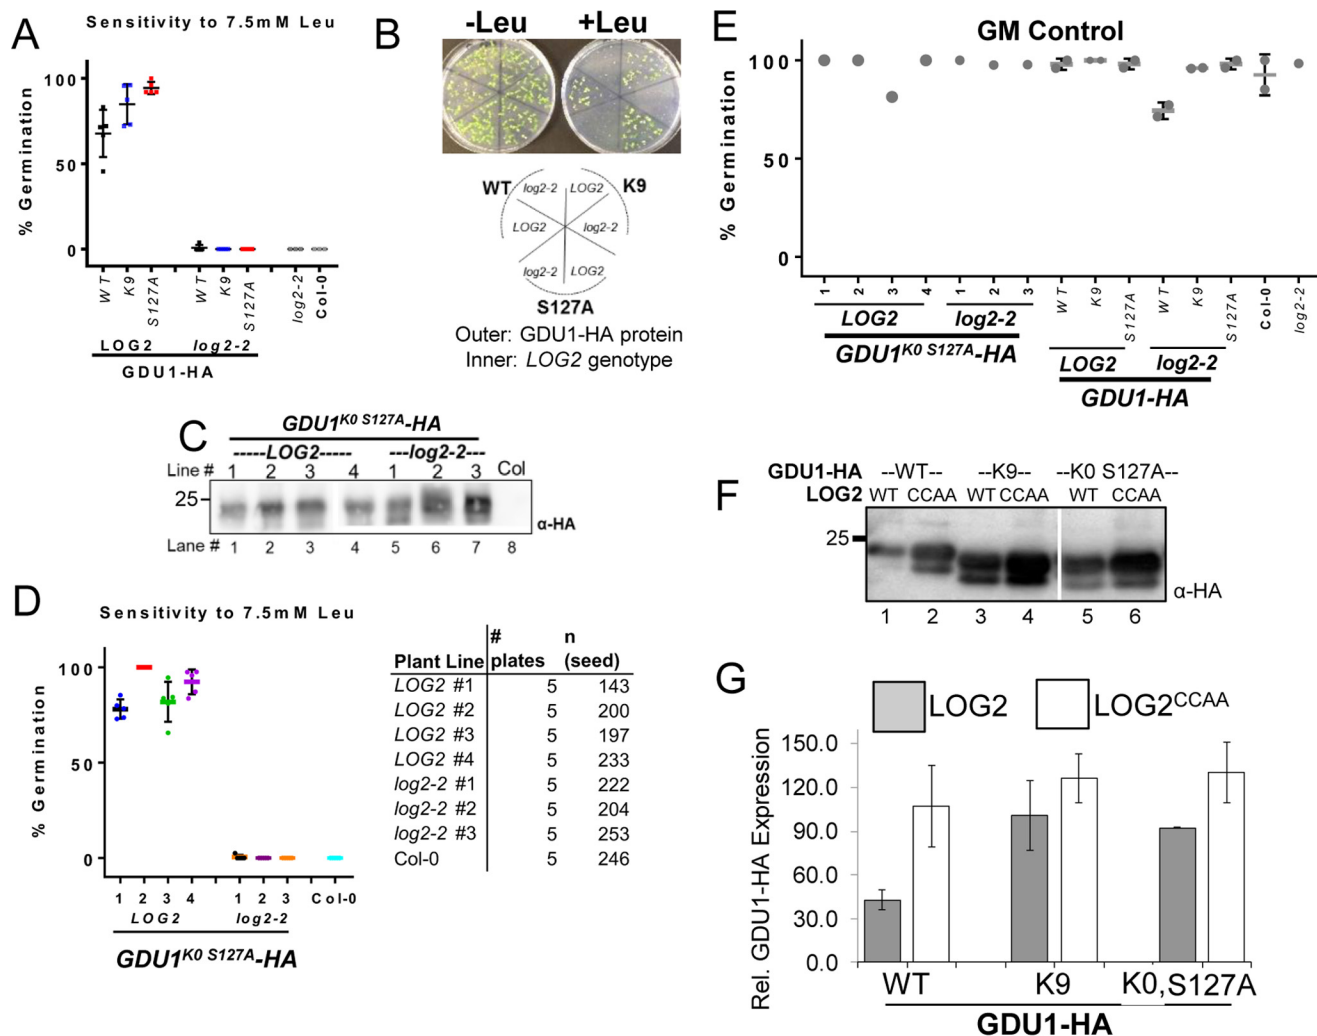 A
Sensitivity to 7.5mM Leu
% Germination
100
50
0
WT
K9
S127A
WT
K9
S127A
log2-2
Col-0
LOG2
log2-2
GDU1-HA
B
-Leu
+Leu
WT
log2-2
LOG2
K9
LOG2
log2-2
log2-2
LOG2
S127A
Outer: GDU1-HA protein
Inner: LOG2 genotype
C
GDU1K0 S127A-HA
-----LOG2-----
---log2-2---
Line #
1 2 3 4 1 2 3 Col
25
α-HA
Lane #
1 2 3 4 5 6 7 8
D
Sensitivity to 7.5mM Leu
% Germination
100
50
0
1 2 3 4 1 2 3 Col-0
LOG2
log2-2
GDU1K0 S127A-HA
Plant Line # plates n (seed)
LOG2 #1 5 143
LOG2 #2 5 200
LOG2 #3 5 197
LOG2 #4 5 233
log2-2 #1 5 222
log2-2 #2 5 204
log2-2 #3 5 253
Col-0 5 246
E
GM Control
% Germination
100
50
0
1 2 3 4 1 2 3
WT
K9
S127A
WT
K9
S127A
Col-0
log2-2
LOG2
log2-2
GDU1K0 S127A-HA
LOG2
log2-2
GDU1-HA
F
GDU1-HA --WT-- --K9-- --K0 S127A--
LOG2 WT CCAA WT CCAA WT CCAA
25
α-HA
1 2 3 4 5 6
G
LOG2
LOG2CCAA
Rel. GDU1-HA Expression
150.0
120.0
90.0
60.0
30.0
0.0
WT
K9
K0,S127A
GDU1-HA